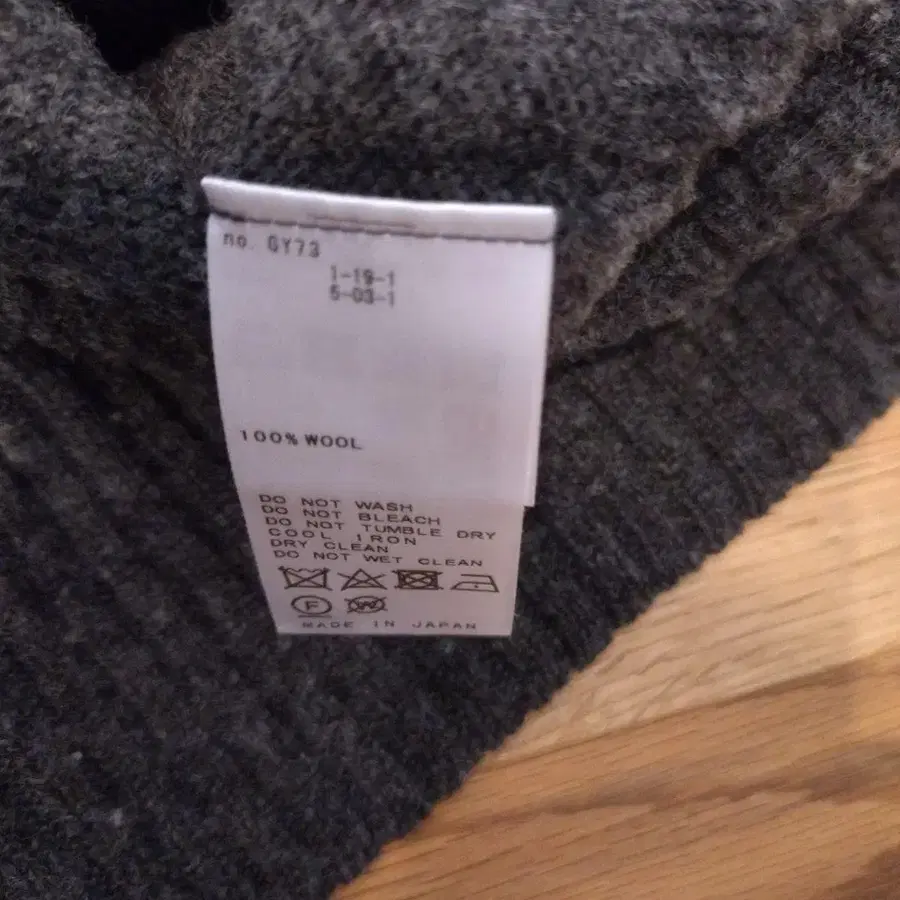 no. GY73
1-19-1
5-03-1
100% WOOL
DO NOT WASH
DO NOT BLEACH
DO NOT TUMBLE DRY
COOL IRON
DRY CLEAN
DO NOT WET CLEAN
F
W
MADE IN JAPAN